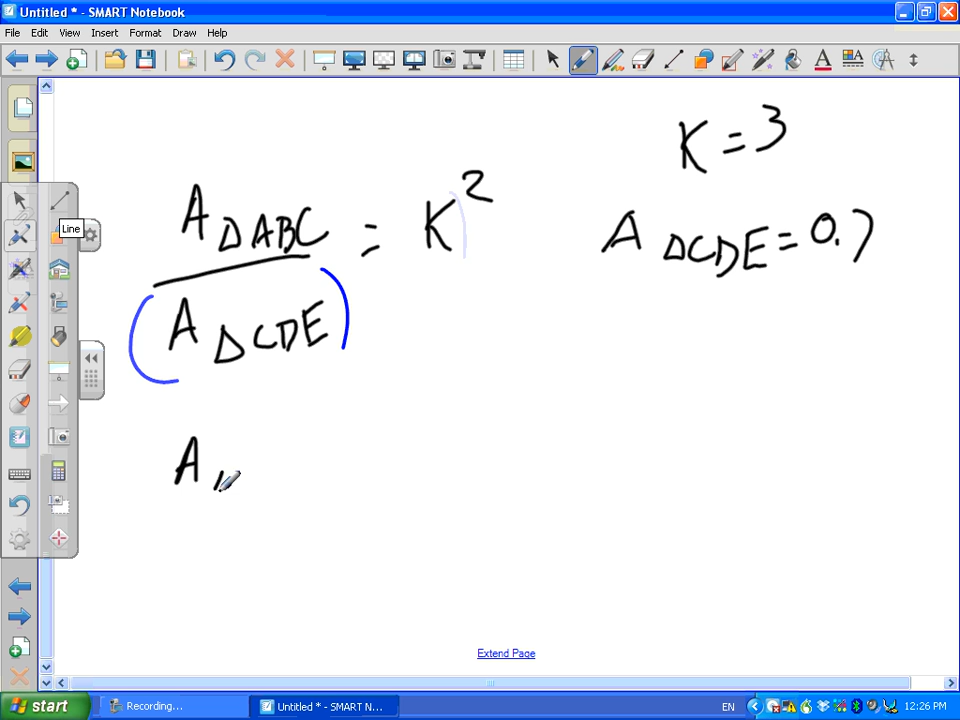 Untitled * - SMART Notebook
File Edit View Insert Format Draw Help
K = 3
A ΔABC = K²
A ΔCDE = 0.7
Line
(A ΔCDE)
A
Extend Page
start
Recording...
Untitled * - SMART N...
EN
12:26 PM